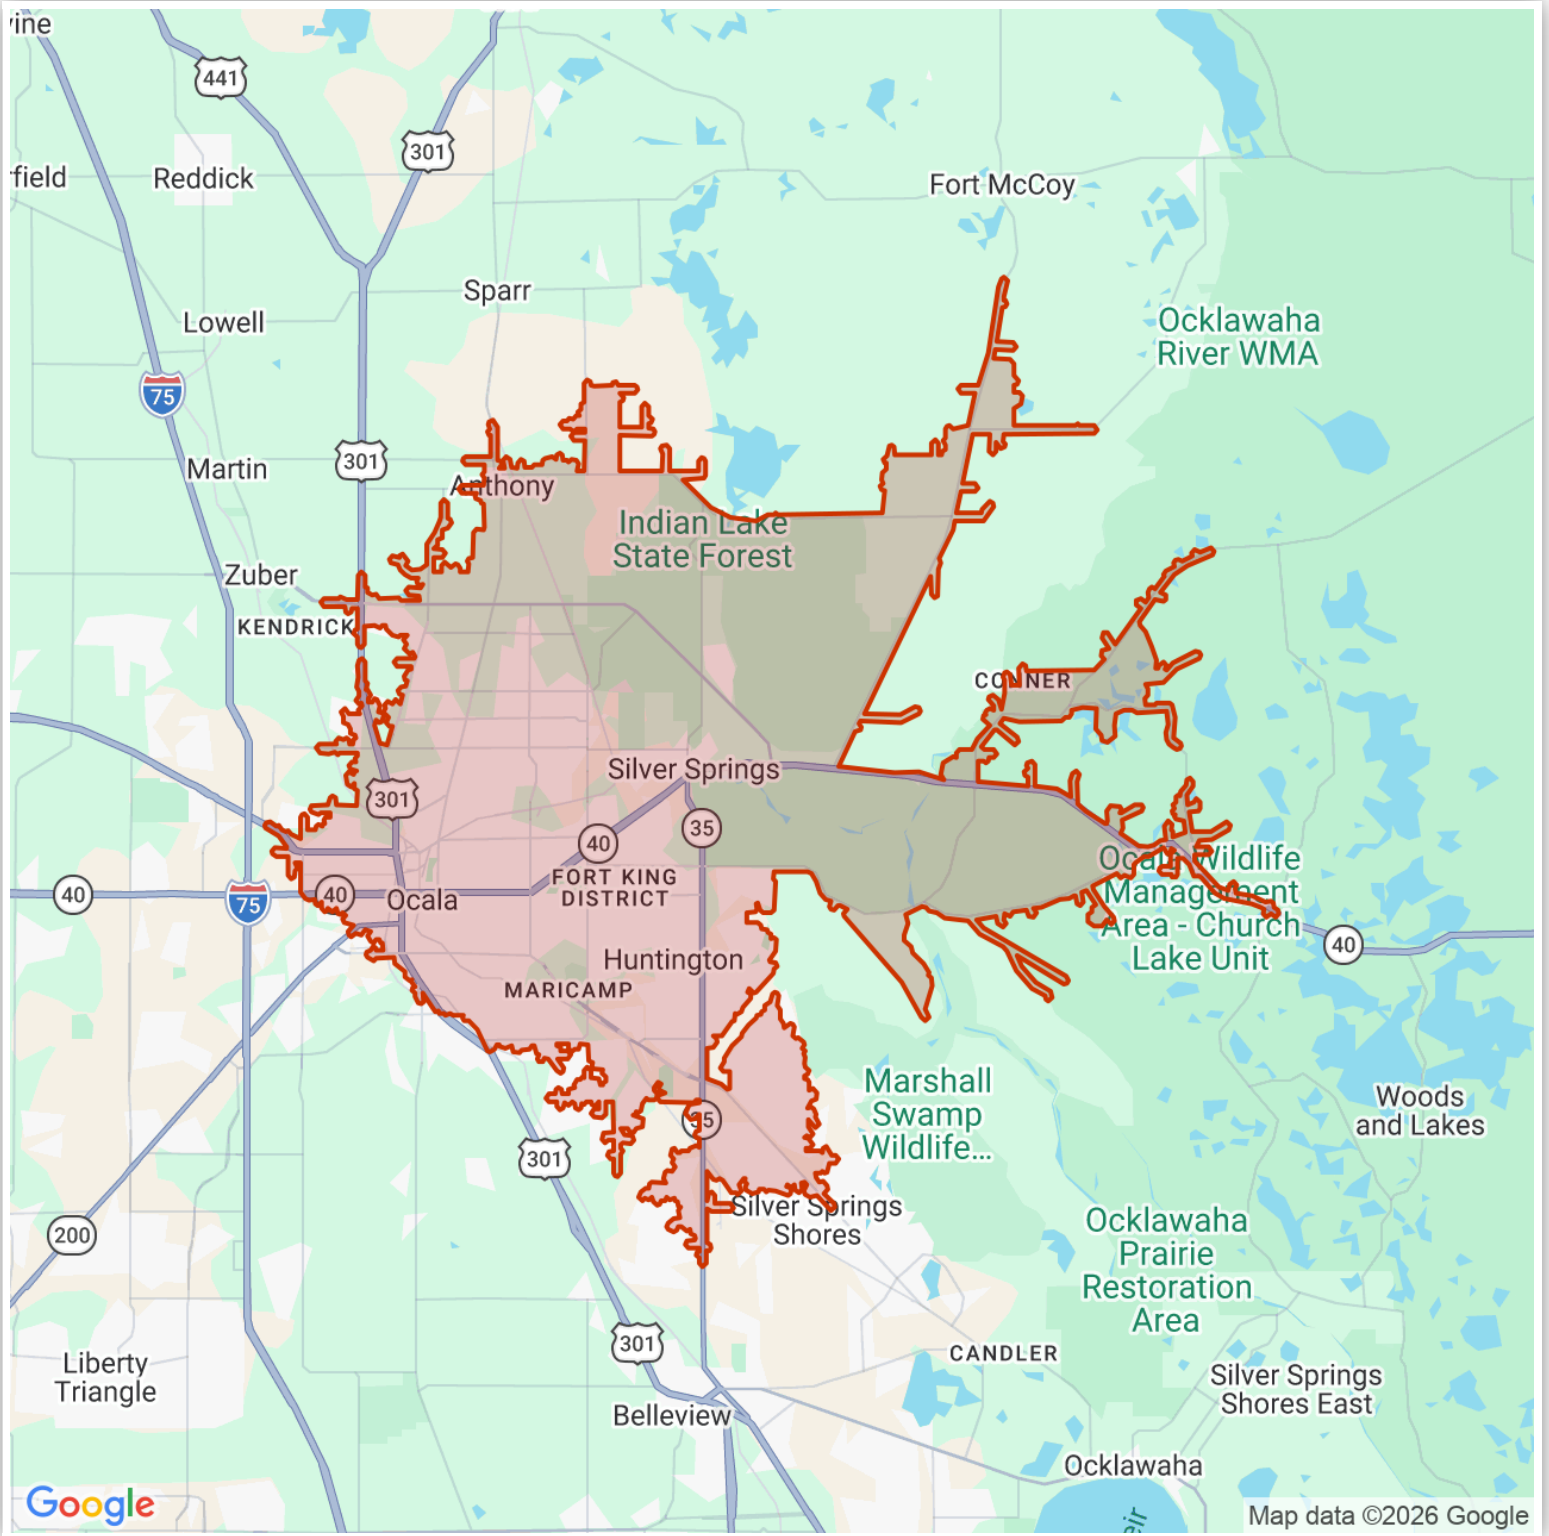 vine
441
301
Reddick
rfield
Fort McCoy
Sparr
Lowell
Ocklawaha
River WMA
75
301
Martin
Anthony
Indian Lake
State Forest
Zuber
KENDRICK
CONNER
Silver Springs
301
35
40
Ocala Wildlife
Management
Area - Church
Lake Unit
FORT KING
DISTRICT
40
75
40
Ocala
40
Huntington
MARICAMP
Marshall
Swamp
Wildlife...
Woods
and Lakes
35
301
Silver Springs
Shores
200
Ocklawaha
Prairie
Restoration
Area
301
CANDLER
Liberty
Triangle
Silver Springs
Shores East
Belleview
Ocklawaha
eir
Google
Map data ©2026 Google